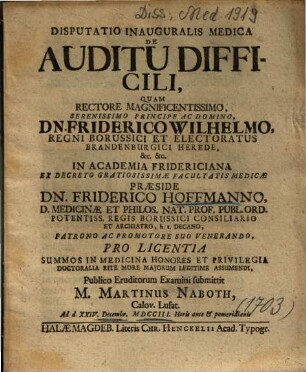 Diss. Med 1919
DISPUTATIO INAUGURALIS MEDICA
DE
AUDITU DIFFI-
CILI,
QUAM
RECTORE MAGNIFICENTISSIMO,
SERENISSIMO PRINCIPE AC DOMINO,
DN. FRIDERICO WILHELMO,
REGNI BORUSSICI ET ELECTORATUS
BRANDENBURGICI HEREDE,
&c. &c.
IN ACADEMIA FRIDERICIANA
EX DECRETO GRATIOSISSIMÆ FACULTATIS MEDICÆ
PRÆSIDE
DN. FRIDERICO HOFFMANNO,
D. MEDICINÆ ET PHILOS. NAT. PROF. PUBL. ORD.
POTENTISS. REGIS BORUSSICI CONSILIARIO
ET ARCHIATRO, h. t. DECANO,
PATRONO AC PROMOTORE SUO VENERANDO,
PRO LICENTIA
SUMMOS IN MEDICINA HONORES ET PRIVILEGIA
DOCTORALIA RITE MORE MAJORUM LEGITIME ASSUMENDI,
Publico Eruditorum Examini submittit
M. MARTINUS NABOTH,
Calov. Lusat.
Ad d. XXIV. Decembr. MDCCIII. Horis ante & pomeridianis
(1703)
HALÆ MAGDEB. Literis CHR. HENCKELII Acad. Typogr.